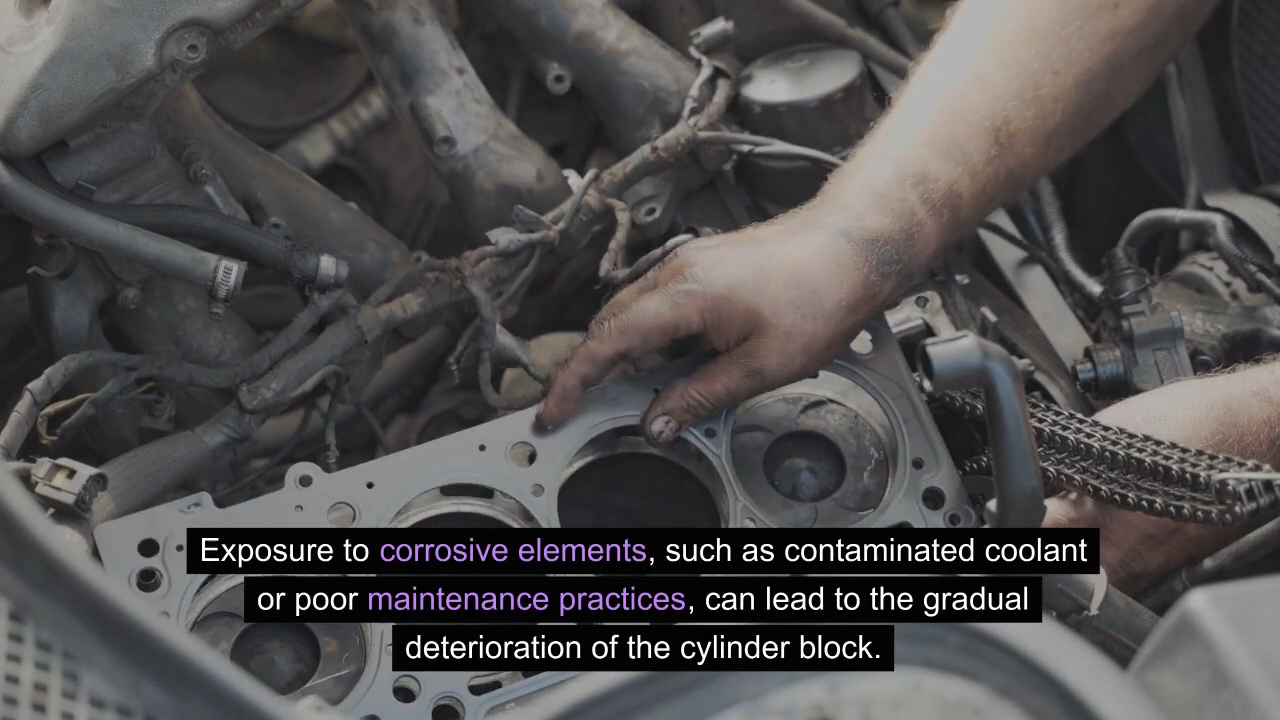 Exposure to corrosive elements, such as contaminated coolant
or poor maintenance practices, can lead to the gradual
deterioration of the cylinder block.